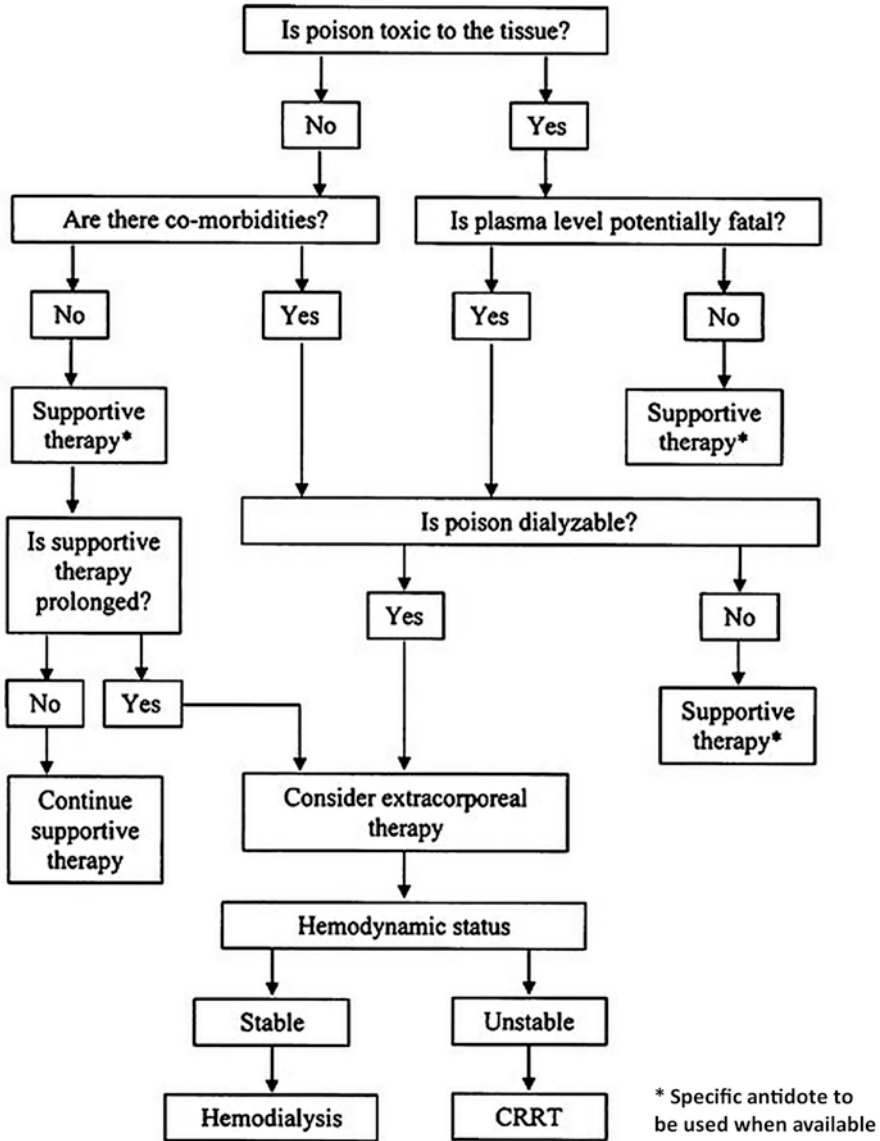 Is poison toxic to the tissue?
No
Yes
Are there co-morbidities?
Is plasma level potentially fatal?
No
Yes
Yes
No
Supportive
therapy*
Supportive
therapy*
Is poison dialyzable?
Is supportive
therapy
prolonged?
Yes
No
No
Yes
Supportive
therapy*
Continue
supportive
therapy
Consider extracorporeal
therapy
Hemodynamic status
Stable
Unstable
Hemodialysis
CRRT
* Specific antidote to
be used when available